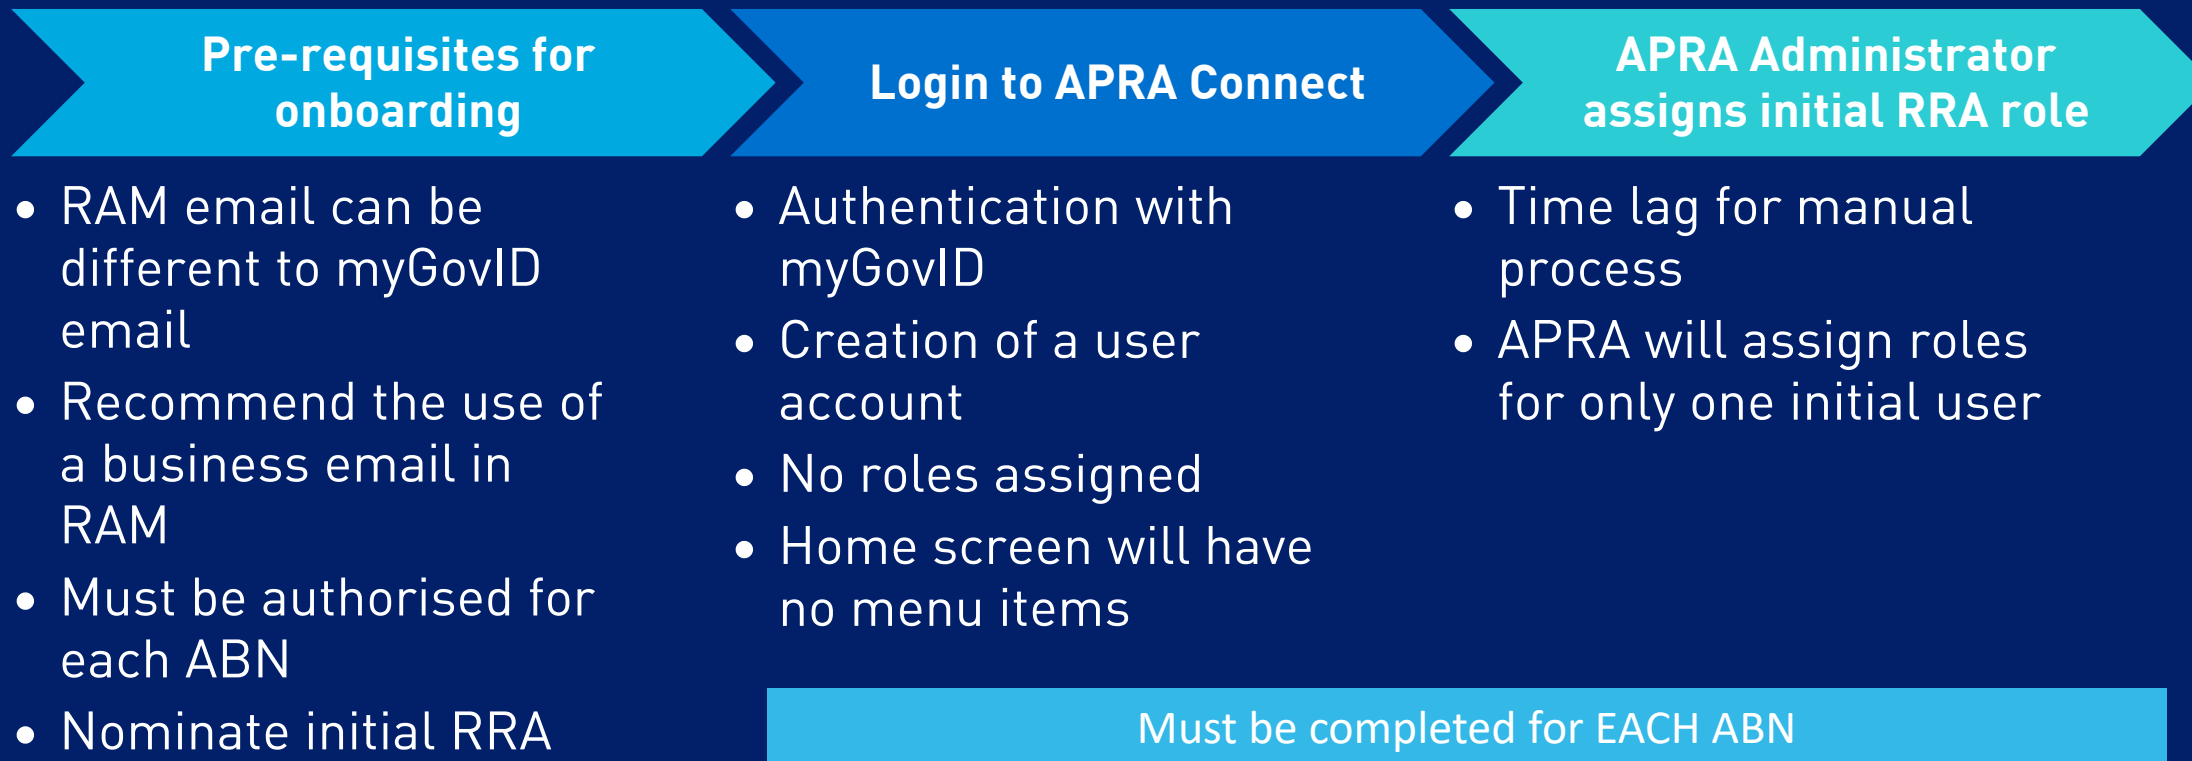 Pre-requisites for
onboarding
Login to APRA Connect
APRA Administrator
assigns initial RRA role
• RAM email can be
different to myGovID
email
• Recommend the use of
a business email in
RAM
• Must be authorised for
each ABN
• Nominate initial RRA
• Authentication with
myGovID
• Creation of a user
account
• No roles assigned
• Home screen will have
no menu items
• Time lag for manual
process
• APRA will assign roles
for only one initial user
Must be completed for EACH ABN